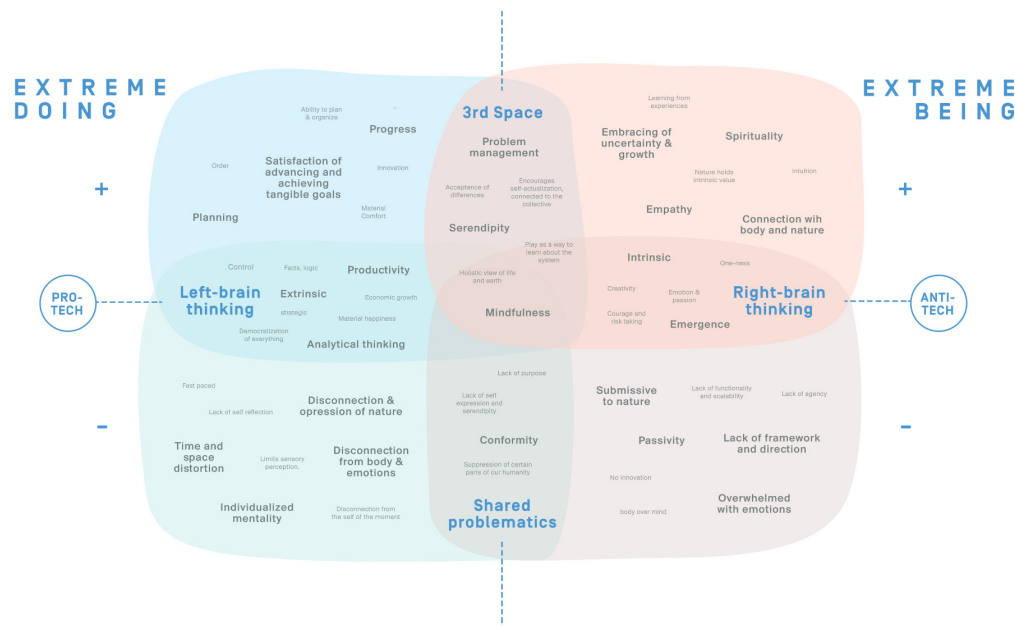 EXTREME
DOING
EXTREME
BEING
+
-
+
-
PRO-
TECH
ANTI-
TECH
Ability to plan
& organize
Progress
Order
Satisfaction of
advancing and
achieving
tangible goals
Innovation
Material
Comfort
Planning
3rd Space
Problem
management
Acceptance of
differences
Encourages
self-actualization,
connected to the
collective
Serendipity
Play as a way to
learn about the
system
Holistic view of life
and earth
Mindfulness
Learning from
experiences
Embracing of
uncertainty &
growth
Spirituality
Nature holds
intrinsic value
Intuition
Empathy
Connection wih
body and nature
Control
Facts, logic
Productivity
Left-brain
thinking
Extrinsic
strategic
Economic growth
Material happiness
Democratization
of everything
Analytical thinking
Intrinsic
One-ness
Creativity
Emotion &
passion
Right-brain
thinking
Courage and
risk taking
Emergence
Fast paced
Lack of self reflection
Disconnection &
opression of nature
Time and
space
distortion
Limits sensory
perception.
Disconnection
from body &
emotions
Individualized
mentality
Disconnection from
the self of the moment
Lack of purpose
Lack of self
expression and
serendipity
Conformity
Suppression of certain
parts of our humanity
Shared
problematics
Submissive
to nature
Lack of functionality
and scalability
Lack of agency
Passivity
Lack of framework
and direction
No innovation
body over mind
Overwhelmed
with emotions